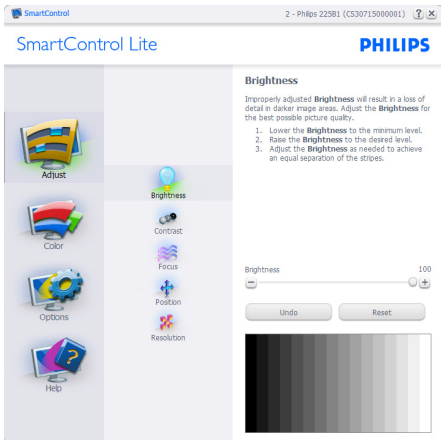 SmartControl
2 - Philips 225B1 (CS30715000001)
SmartControl Lite
PHILIPS
Adjust
Color
Options
Help
Brightness
Contrast
Focus
Position
Resolution
Brightness
Improperly adjusted Brightness will result in a loss of
detail in darker image areas. Adjust the Brightness for
the best possible picture quality.
1. Lower the Brightness to the minimum level.
2. Raise the Brightness to the desired level.
3. Adjust the Brightness as needed to achieve
an equal separation of the stripes.
Brightness 100
Undo Reset